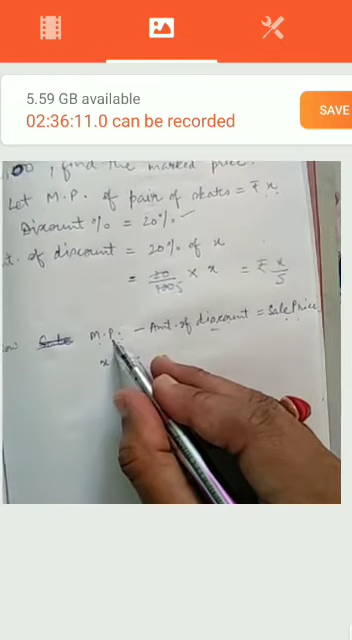 5.59 GB available
SAVE
02:36:11.0 can be recorded
, find the marked price.
Let M.P. of pair of skates = ₹ x.
Discount % = 20%.
t. of discount = 20% of x
= 20/100 5 × x = ₹ x/5
M.P. - Amt. of discount = Sale Price
x